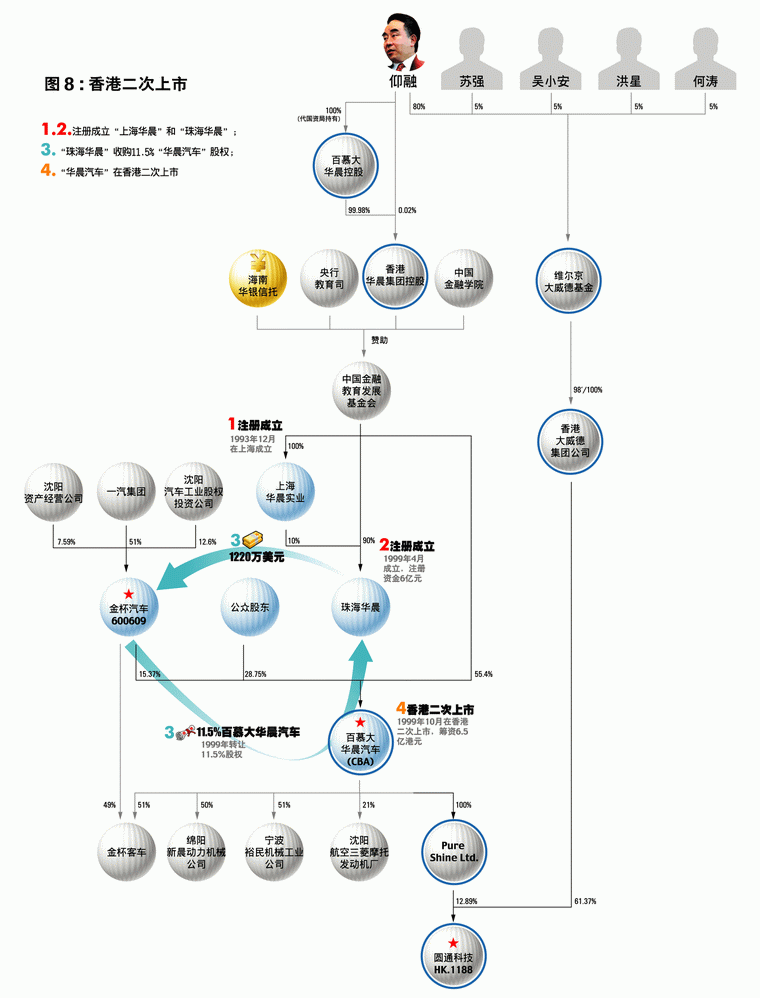 仰融
苏强
吴小安
洪星
何涛
图8:香港二次上市
100%
(代国资局持有)
80%
5%
5%
5%
5%
1.2.注册成立“上海华晨”和“珠海华晨”;
3.“珠海华晨”收购11.5%“华晨汽车”股权;
4.“华晨汽车”在香港二次上市
百慕大
华晨控股
99.98%
0.02%
海南
华银信托
央行
教育司
香港
华晨集团控股
中国
金融学院
维尔京
大威德基金
赞助
中国金融
教育发展
基金会
98'/100%
香港
大威德
集团公司
1注册成立
1993年12月
在上海成立
100%
沈阳
资产经营公司
一汽集团
沈阳
汽车工业股权
投资公司
上海
华晨实业
7.59%
51%
12.6%
10%
90%
3
1220万美元
2注册成立
1999年4月
成立,注册
资金6亿元
金杯汽车
600609
公众股东
珠海华晨
15.37%
28.75%
55.4%
3 11.5%百慕大华晨汽车
1999年转让
11.5%股权
百慕大
华晨汽车
(CBA)
4香港二次上市
1999年10月在香港
二次上市,筹资6.5
亿港元
49%
51%
50%
51%
21%
100%
金杯客车
绵阳
新晨动力机械
公司
宁波
裕民机械工业
公司
沈阳
航空三菱摩托
发动机厂
Pure
Shine Ltd.
12.89%
61.37%
圆通科技
HK.1188